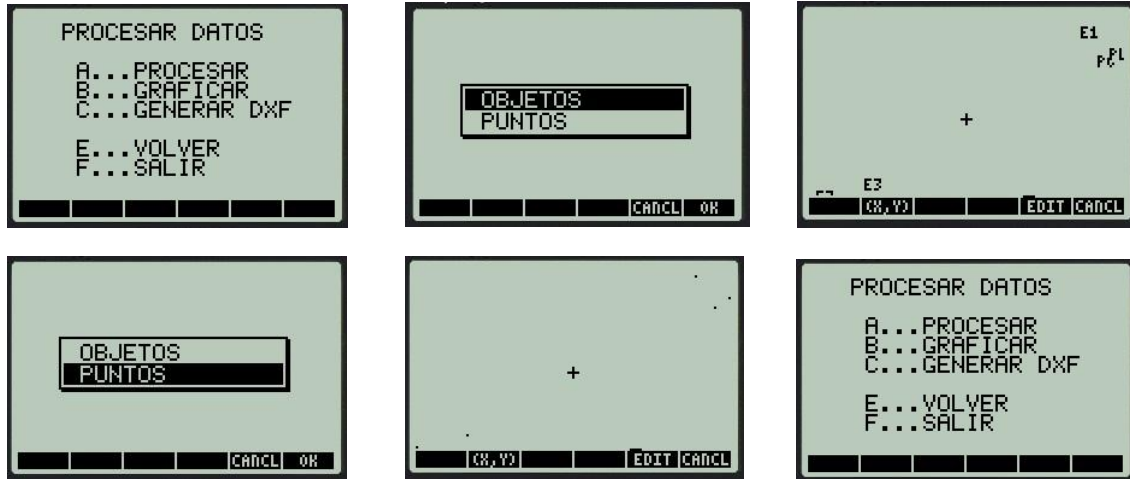 PROCESAR DATOS
A...PROCESAR
B...GRAFICAR
C...GENERAR DXF
E...VOLVER
F...SALIR
OBJETOS
PUNTOS
CANCL OK
E1
PL
E3
(X,Y) EDIT CANCL
OBJETOS
PUNTOS
CANCL OK
(X,Y) EDIT CANCL
PROCESAR DATOS
A...PROCESAR
B...GRAFICAR
C...GENERAR DXF
E...VOLVER
F...SALIR